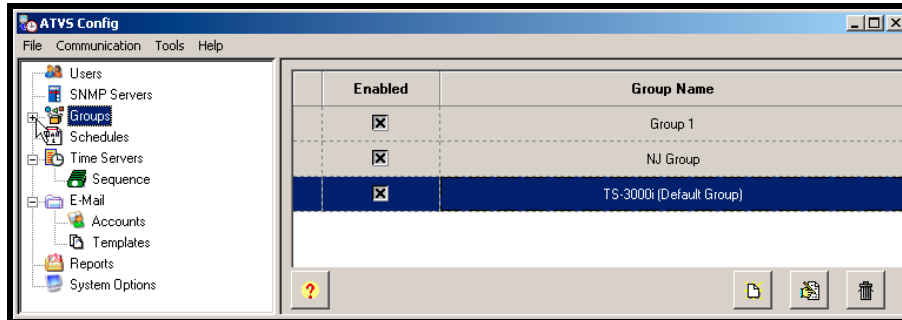 ATVS Config
File Communication Tools Help
Users
SNMP Servers
Groups
Schedules
Time Servers
Sequence
E-Mail
Accounts
Templates
Reports
System Options
Enabled Group Name
Group 1
NJ Group
TS-3000i (Default Group)
?